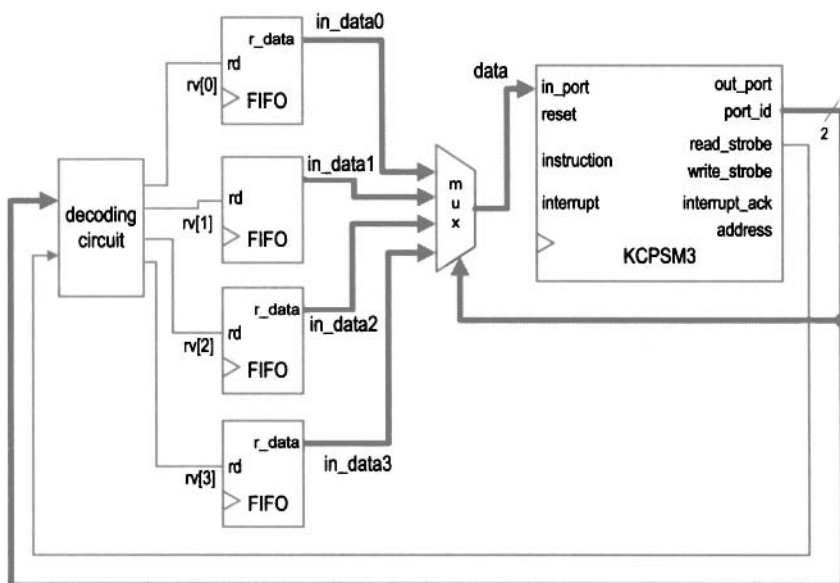 in_data0
r_data
rd
rv[0]
FIFO
in_data1
r_data
rd
rv[1]
FIFO
r_data
in_data2
rd
rv[2]
FIFO
r_data
in_data3
rd
rv[3]
FIFO
decoding
circuit
m
u
x
data
in_port
reset
instruction
interrupt
out_port
port_id
read_strobe
write_strobe
interrupt_ack
address
KCPSM3
2